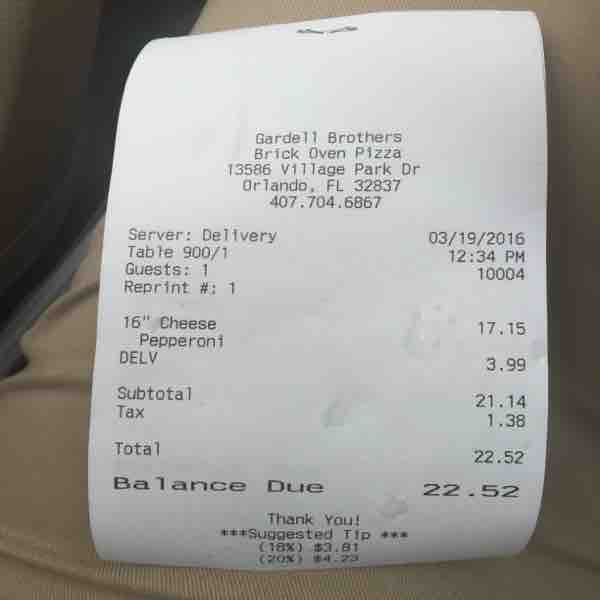 Gardell Brothers
Brick Oven Pizza
13586 Village Park Dr
Orlando, FL 32837
407.704.6867
Server: Delivery 03/19/2016
Table 900/1 12:34 PM
Guests: 1 10004
Reprint #: 1
16" Cheese 17.15
Pepperoni
DELV 3.99
Subtotal 21.14
Tax 1.38
Total 22.52
Balance Due 22.52
Thank You!
***Suggested Tip ***
(18%) $3.81
(20%) $4.23